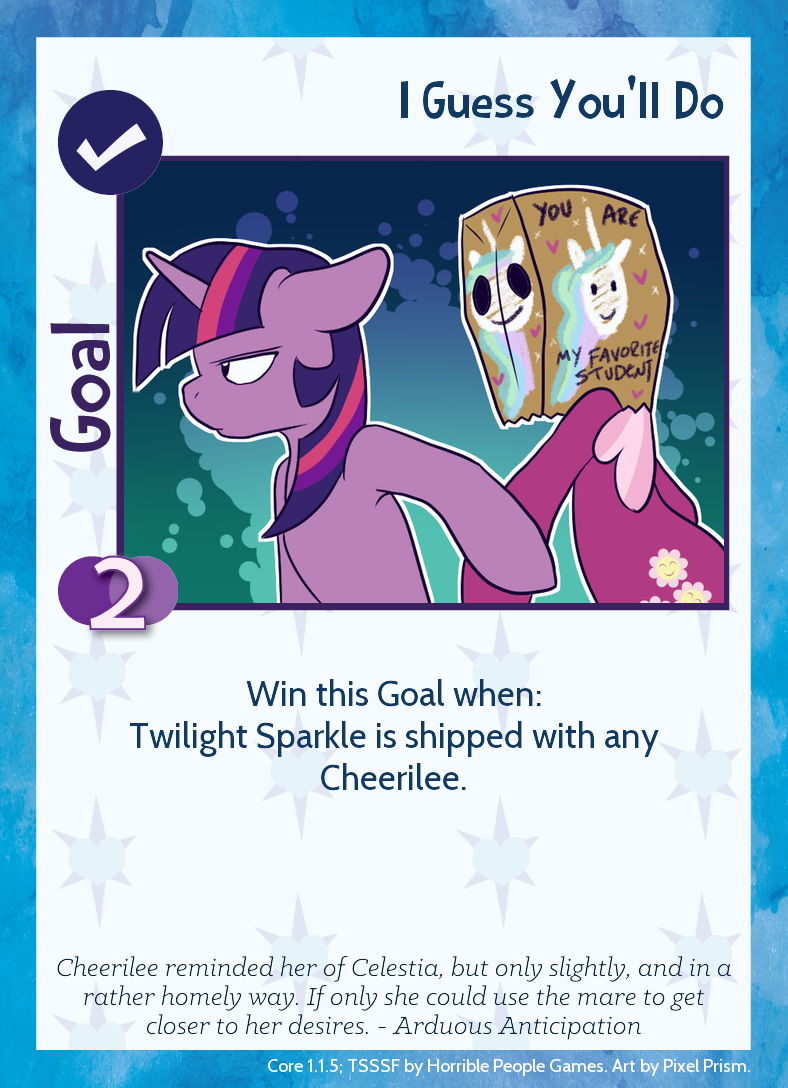 I Guess You'll Do
Goal
YOU ARE
MY FAVORITE
STUDENT
2
Win this Goal when:
Twilight Sparkle is shipped with any
Cheerilee.
Cheerilee reminded her of Celestia, but only slightly, and in a
rather homely way. If only she could use the mare to get
closer to her desires. - Arduous Anticipation
Core 1.1.5; TSSSF by Horrible People Games. Art by Pixel Prism.